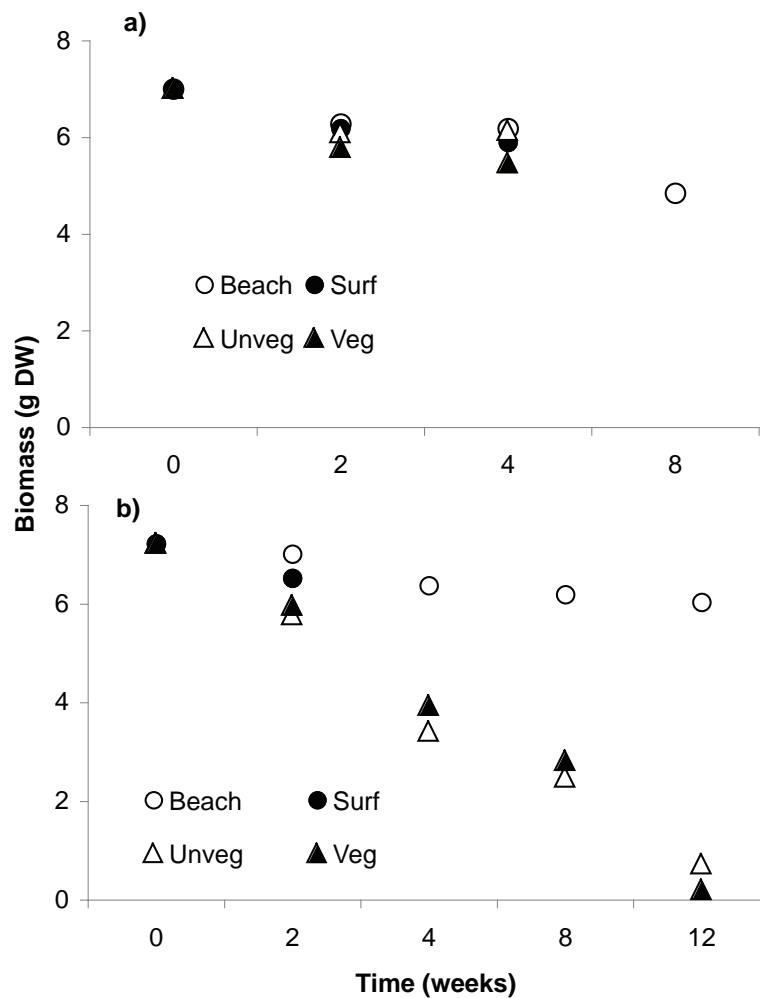 a)
8
6
4
2
0
Beach Surf
Unveg Veg
0 2 4 8
Biomass (g DW)
b)
8
6
4
2
0
Beach Surf
Unveg Veg
0 2 4 8 12
Time (weeks)